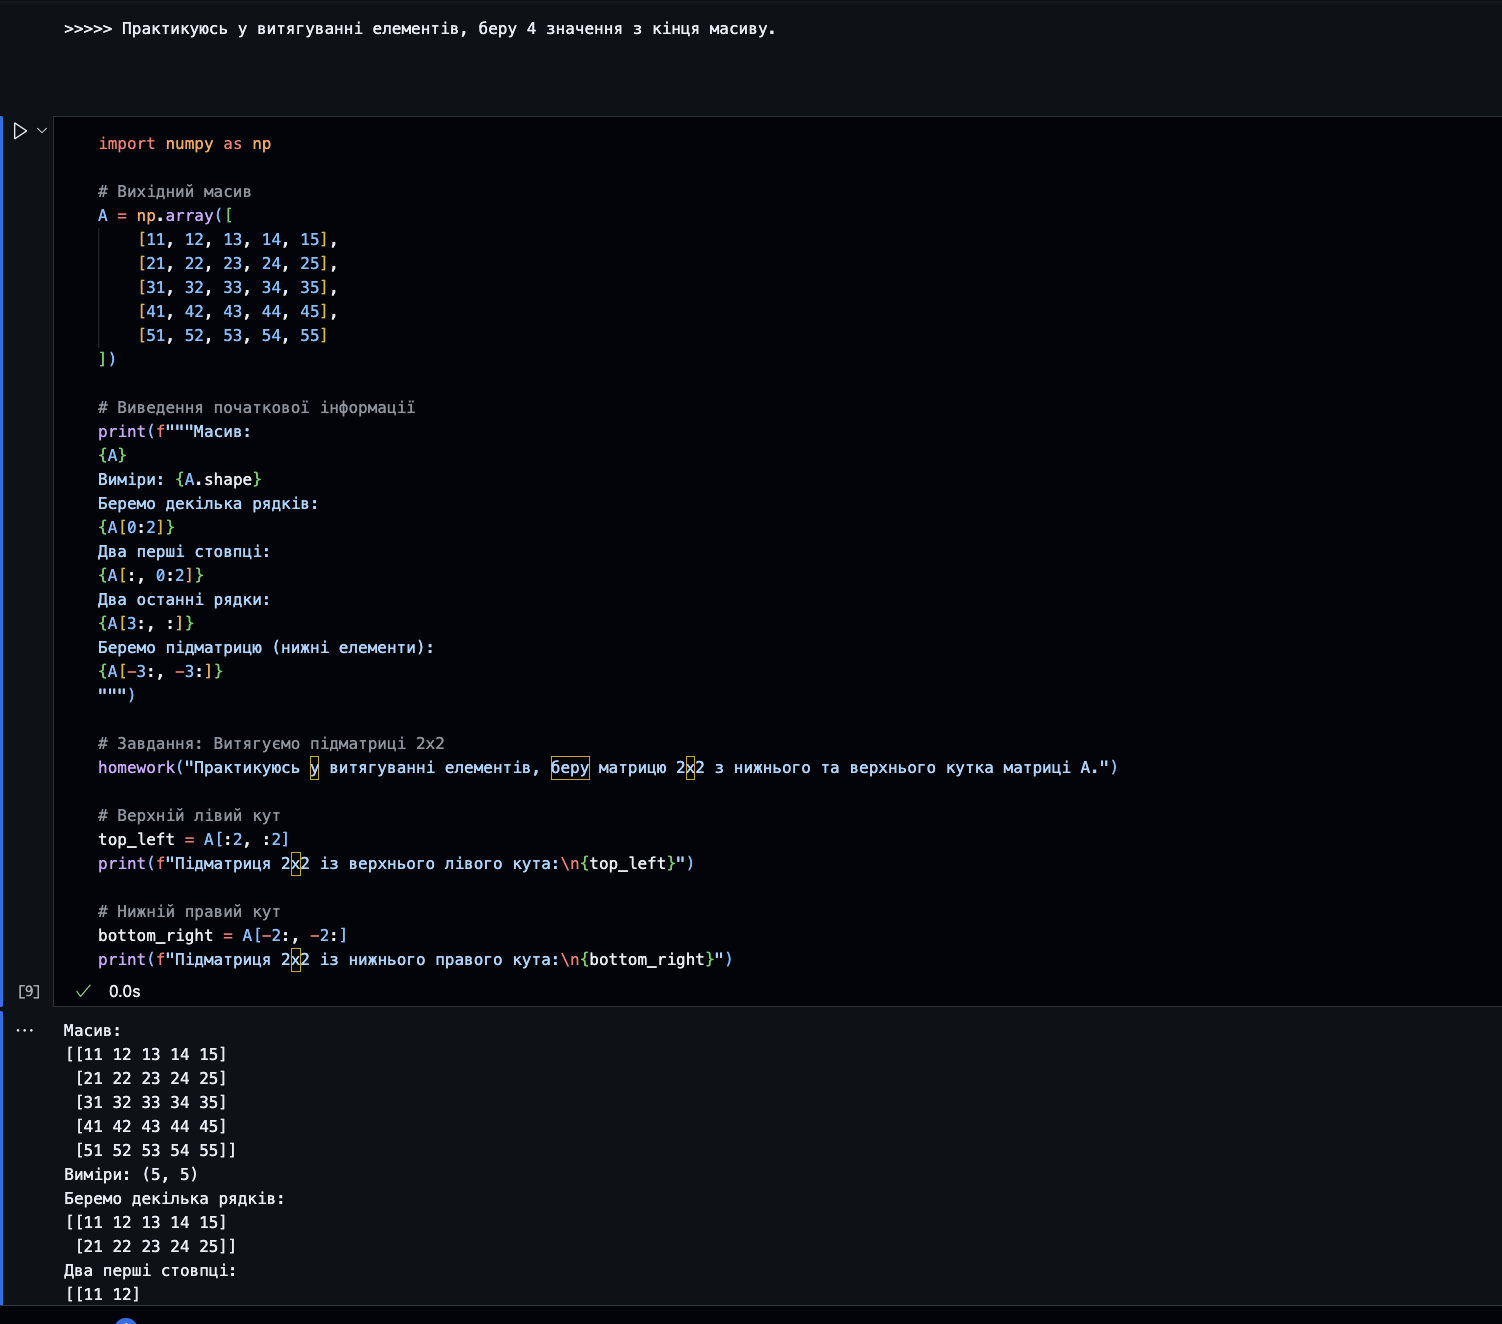 >>>>> Практикуюсь у витягуванні елементів, беру 4 значення з кінця масиву.
import numpy as np
# Вихідний масив
A = np.array([
    [11, 12, 13, 14, 15],
    [21, 22, 23, 24, 25],
    [31, 32, 33, 34, 35],
    [41, 42, 43, 44, 45],
    [51, 52, 53, 54, 55]
])
# Виведення початкової інформації
print(f"""Масив:
{A}
Виміри: {A.shape}
Беремо декілька рядків:
{A[0:2]}
Два перші стовпці:
{A[:, 0:2]}
Два останні рядки:
{A[3:, :]}
Беремо підматрицю (нижні елементи):
{A[-3:, -3:]}
""")
# Завдання: Витягуємо підматриці 2x2
homework("Практикуюсь у витягуванні елементів, беру матрицю 2х2 з нижнього та верхнього кутка матриці A.")
# Верхній лівий кут
top_left = A[:2, :2]
print(f"Підматриця 2х2 із верхнього лівого кута:\n{top_left}")
# Нижній правий кут
bottom_right = A[-2:, -2:]
print(f"Підматриця 2х2 із нижнього правого кута:\n{bottom_right}")
[9] ✓ 0.0s
... Масив:
[[11 12 13 14 15]
 [21 22 23 24 25]
 [31 32 33 34 35]
 [41 42 43 44 45]
 [51 52 53 54 55]]
Виміри: (5, 5)
Беремо декілька рядків:
[[11 12 13 14 15]
 [21 22 23 24 25]]
Два перші стовпці:
[[11 12]